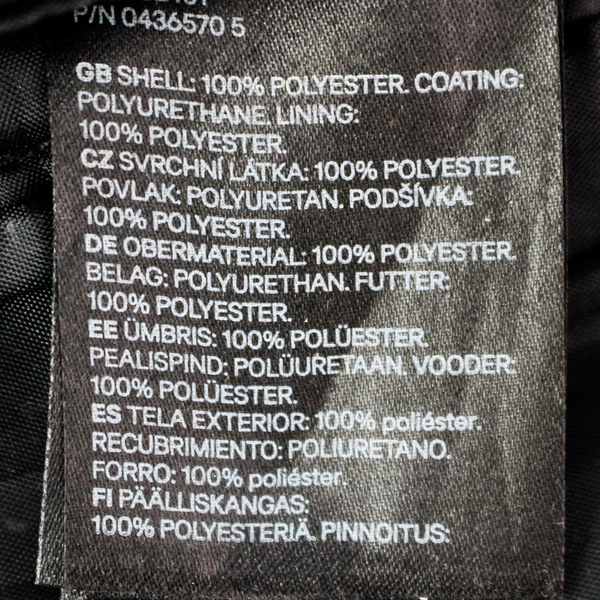 P/N 0436570 5
GB SHELL: 100% POLYESTER. COATING:
POLYURETHANE. LINING:
100% POLYESTER.
CZ SVRCHNÍ LÁTKA: 100% POLYESTER.
POVLAK: POLYURETAN. PODŠÍVKA:
100% POLYESTER.
DE OBERMATERIAL: 100% POLYESTER.
BELAG: POLYURETHAN. FUTTER:
100% POLYESTER.
EE ÜMBRIS: 100% POLÜESTER.
PEALISPIND: POLÜURETAAN. VOODER:
100% POLÜESTER.
ES TELA EXTERIOR: 100% poliéster.
RECUBRIMIENTO: POLIURETANO.
FORRO: 100% poliéster.
FI PÄÄLLISKANGAS:
100% POLYESTERIÄ. PINNOITUS: